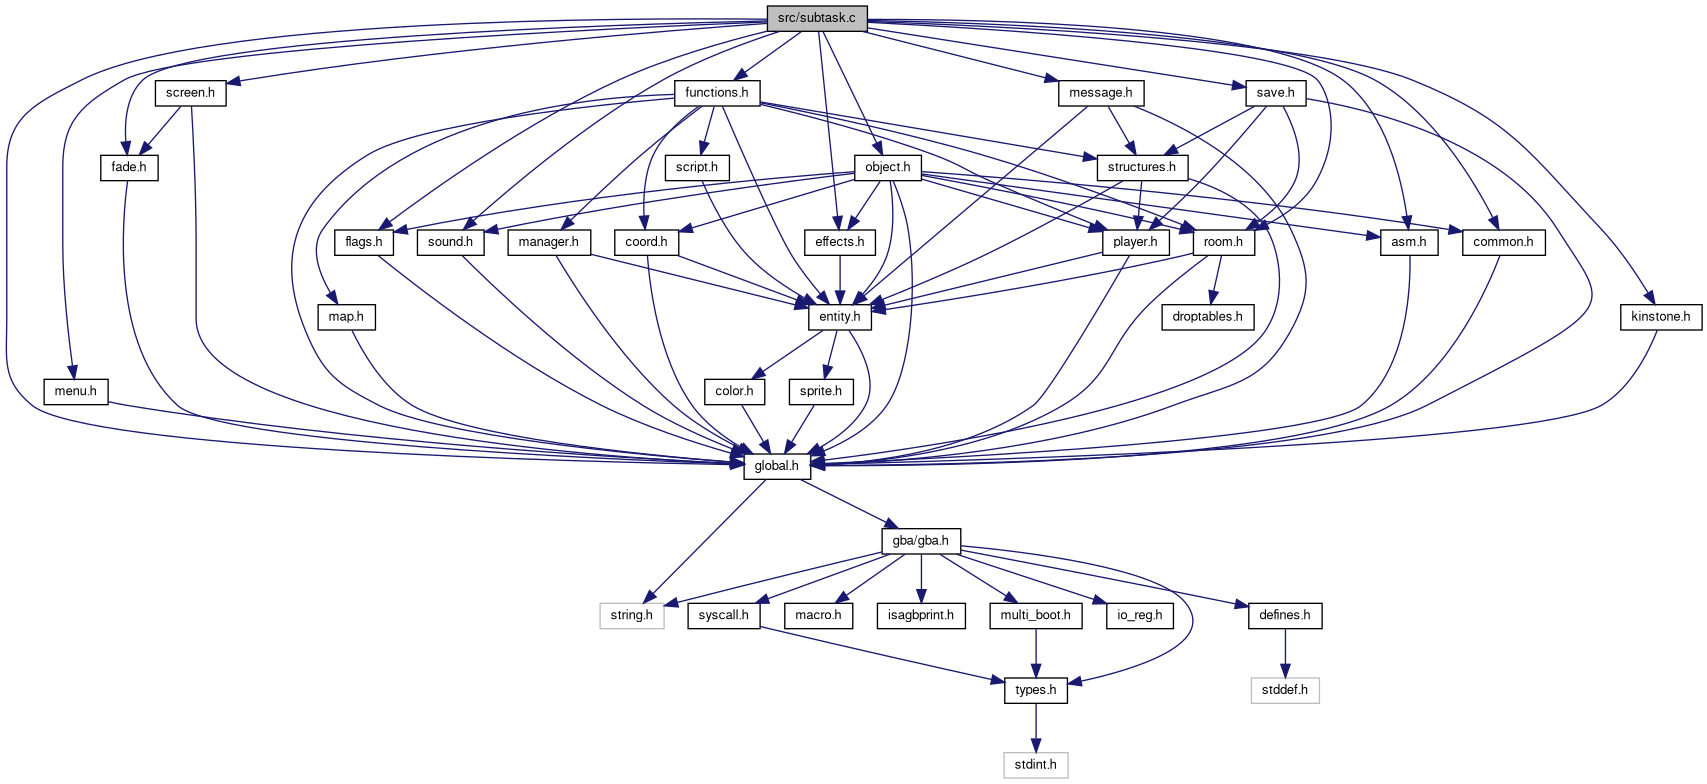 src/subtask.c
screen.h
functions.h
message.h
save.h
fade.h
script.h
object.h
structures.h
flags.h
sound.h
manager.h
coord.h
effects.h
player.h
room.h
asm.h
common.h
map.h
entity.h
droptables.h
kinstone.h
menu.h
color.h
sprite.h
global.h
gba/gba.h
string.h
syscall.h
macro.h
isagbprint.h
multi_boot.h
io_reg.h
defines.h
types.h
stddef.h
stdint.h